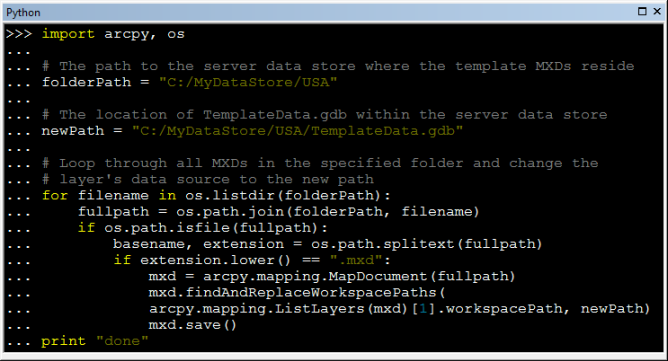 Python
>>> import arcpy, os
...
... # The path to the server data store where the template MXDs reside
... folderPath = "C:/MyDataStore/USA"
...
... # The location of TemplateData.gdb within the server data store
... newPath = "C:/MyDataStore/USA/TemplateData.gdb"
...
... # Loop through all MXDs in the specified folder and change the
... # layer's data source to the new path
... for filename in os.listdir(folderPath):
...     fullpath = os.path.join(folderPath, filename)
...     if os.path.isfile(fullpath):
...         basename, extension = os.path.splitext(fullpath)
...         if extension.lower() == ".mxd":
...             mxd = arcpy.mapping.MapDocument(fullpath)
...             mxd.findAndReplaceWorkspacePaths(
...             arcpy.mapping.ListLayers(mxd)[1].workspacePath, newPath)
...             mxd.save()
... print "done"